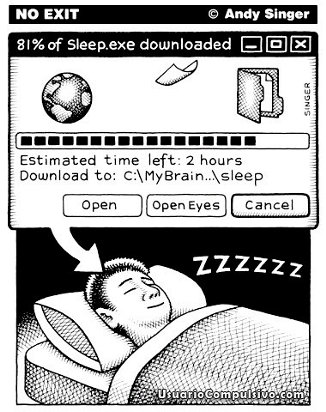 NO EXIT © Andy Singer
81% of Sleep.exe downloaded
SINGER
Estimated time left: 2 hours
Download to: C:\MyBrain..\sleep
Open Open Eyes Cancel
ZZZZZZ
UsuarioCompulsivo.com